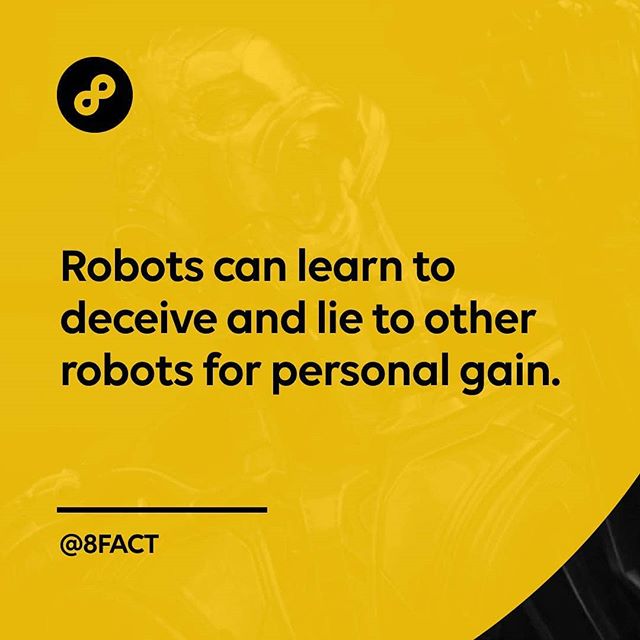 Robots can learn to
deceive and lie to other
robots for personal gain.
@8FACT